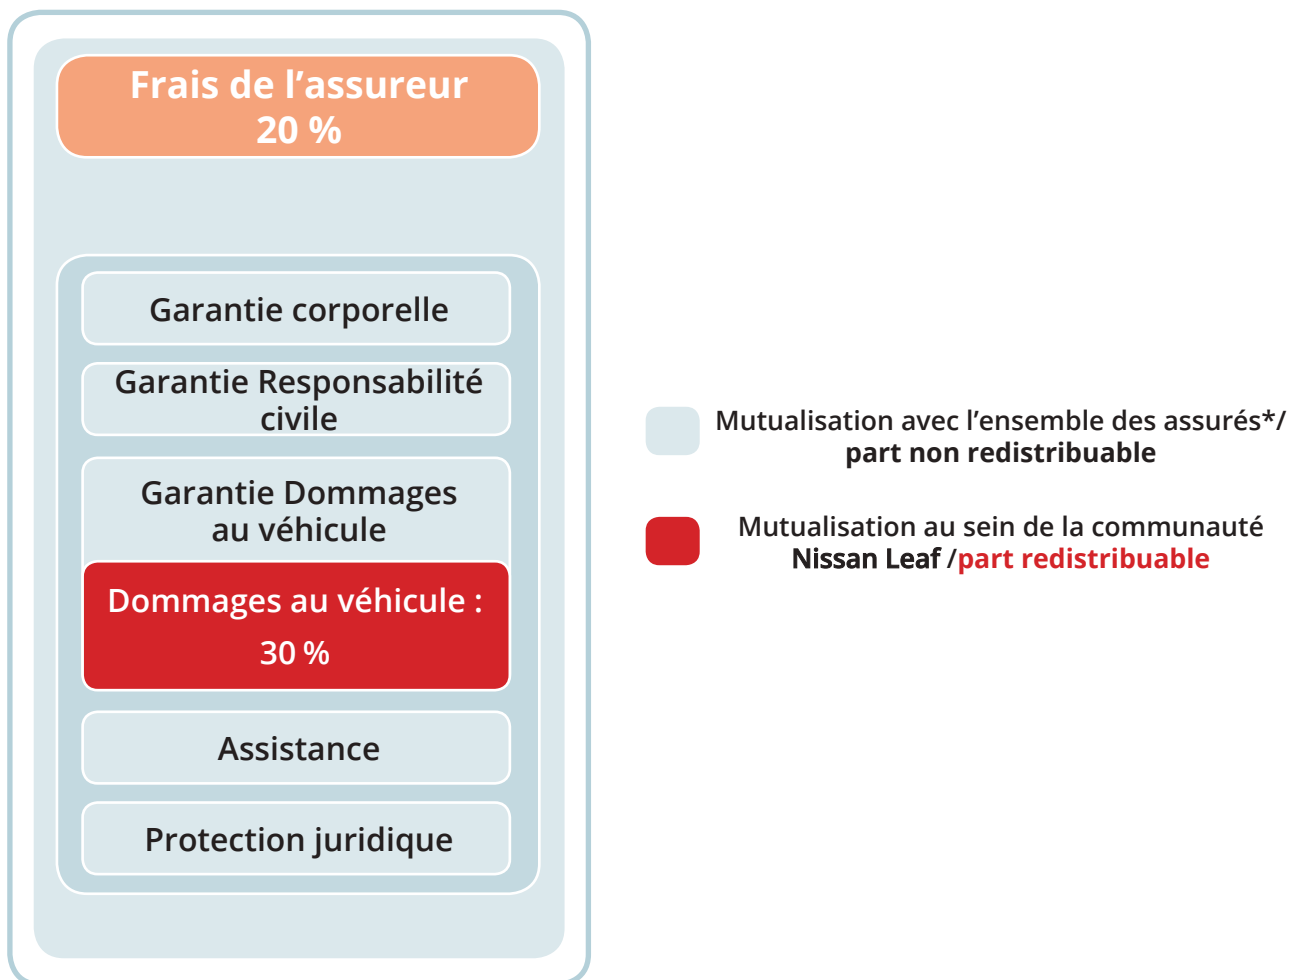 Frais de l’assureur
20 %
Garantie corporelle
Garantie Responsabilité
civile
Garantie Dommages
au véhicule
Dommages au véhicule :
30 %
Assistance
Protection juridique
Mutualisation avec l’ensemble des assurés*/
part non redistribuable
Mutualisation au sein de la communauté
Nissan Leaf /part redistribuable